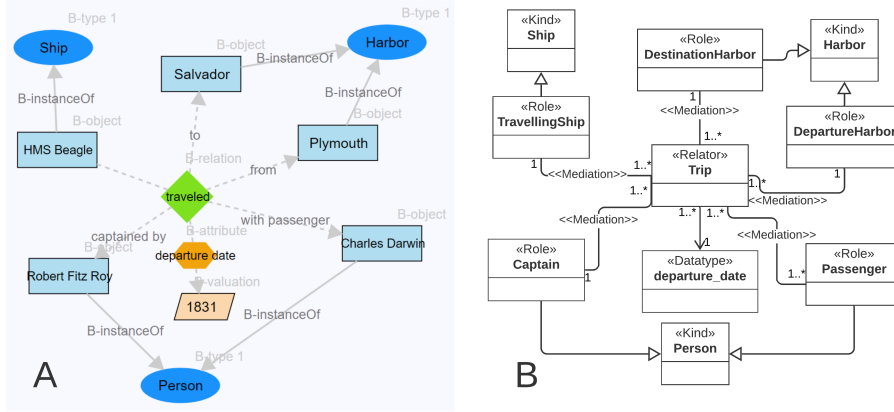 B-type 1
Ship
B-type 1
Harbor
B-object
Salvador
B-instanceOf
B-instanceOf
B-instanceOf
B-object
HMS Beagle
B-object
Plymouth
to
B-relation
from
traveled
with passenger
B-object
Charles Darwin
captained by
B-object
Robert Fitz Roy
B-attribute
departure date
B-valuation
1831
B-instanceOf
B-instanceOf
B-type 1
Person
A
«Kind»
Ship
«Role»
DestinationHarbor
«Kind»
Harbor
1
<<Mediation>>
1..*
«Role»
TravellingShip
«Role»
DepartureHarbor
1
<<Mediation>>
1..*
«Relator»
Trip
1..*
1
<<Mediation>>
1..*
<<Mediation>>
1..*
1..*
<<Mediation>>
«Role»
Captain
1
1
«Datatype»
departure_date
1..*
«Role»
Passenger
«Kind»
Person
B